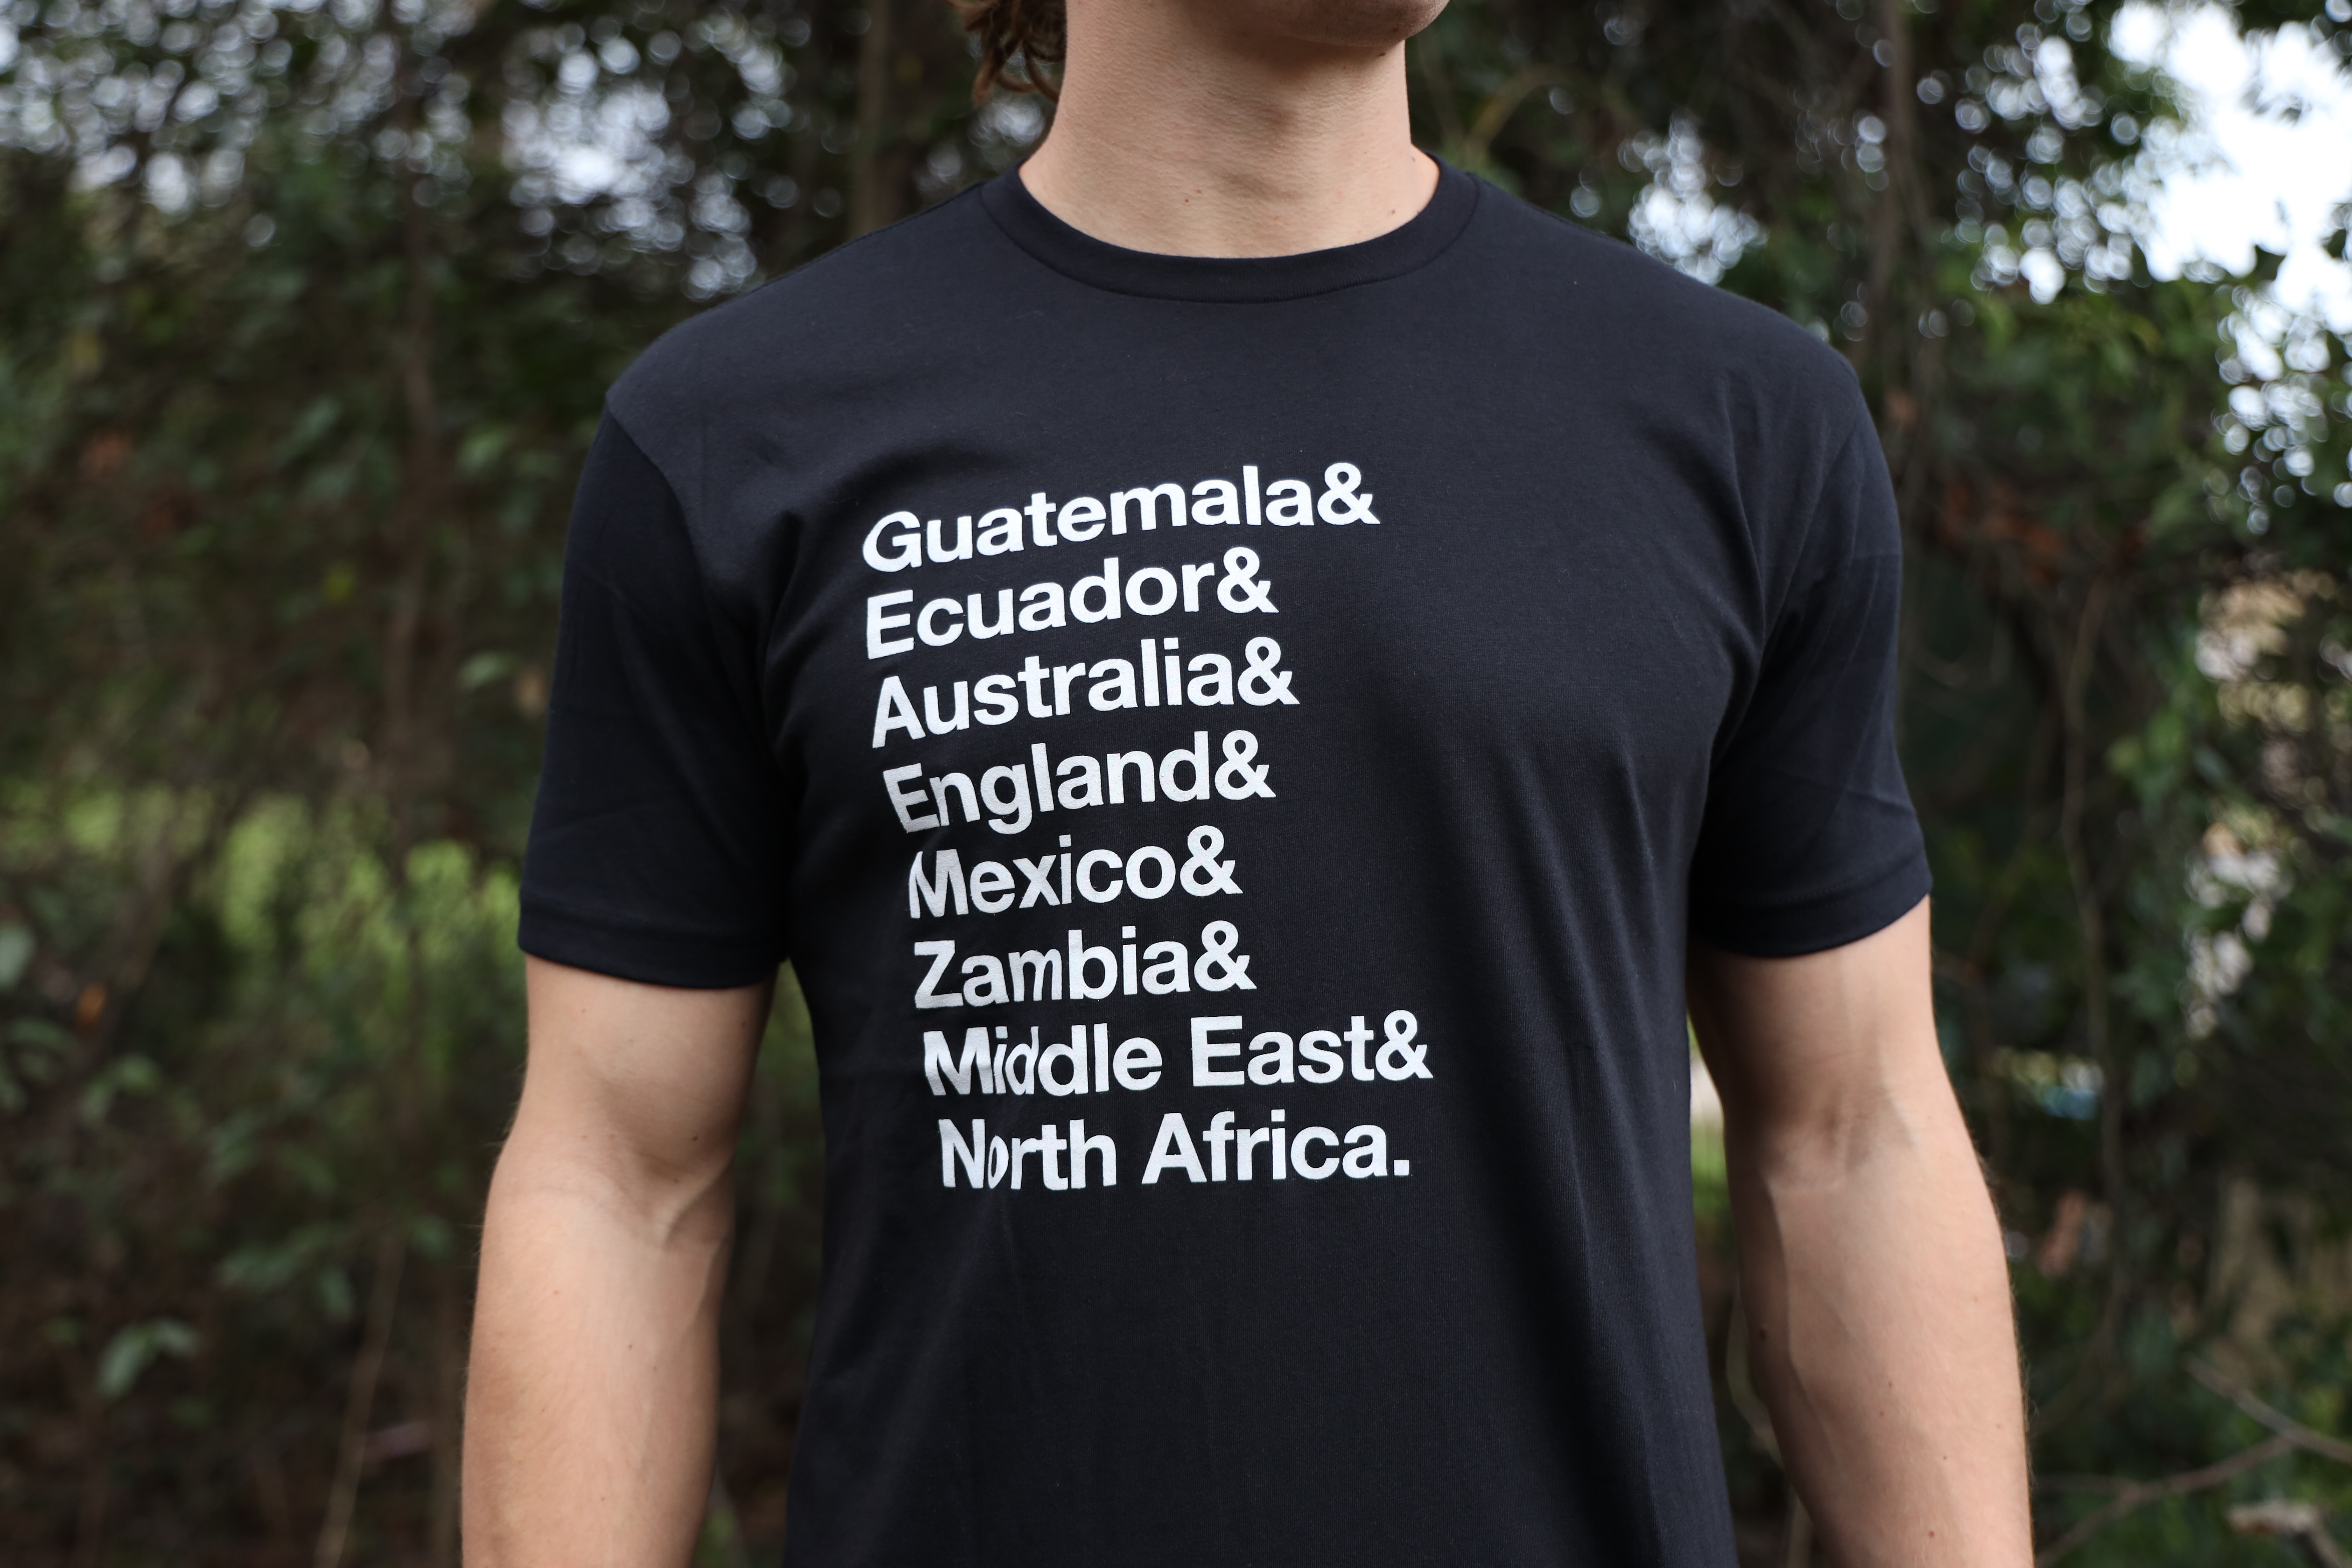 Guatemala&
Ecuador&
Australia&
England&
Mexico&
Zambia&
Middle East&
North Africa.